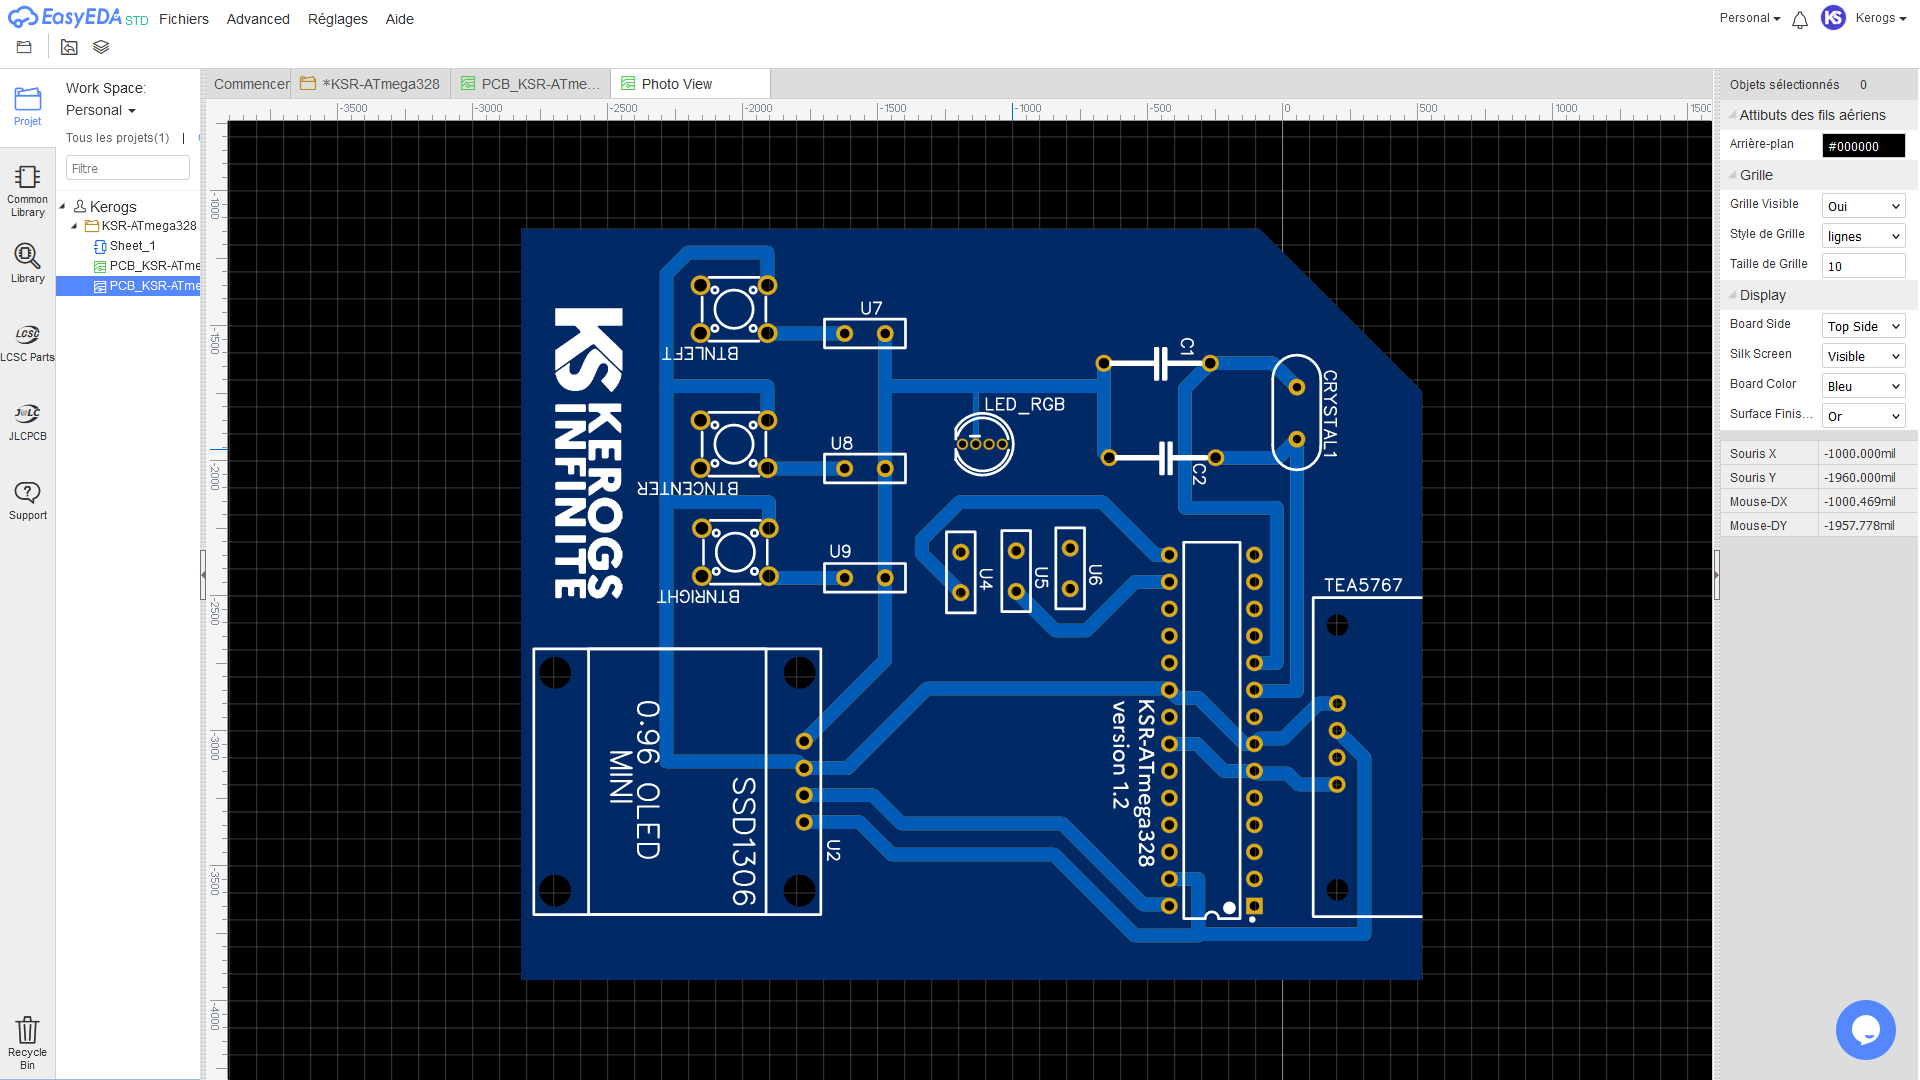 EasyEDA STD Fichiers Advanced Réglages Aide
Personal Kerogs
KS
Projet
Common Library
Library
LCSC
LCSC Parts
JLCPCB
Support
Recycle Bin
Work Space:
Personal
Tous les projets(1) |
Filtre
Kerogs
KSR-ATmega328
Sheet_1
PCB_KSR-ATme
PCB_KSR-ATme
Commencer *KSR-ATmega328 PCB_KSR-ATme... Photo View
-3500 -3000 -2500 -2000 -1500 -1000 -500 0 500 1000 1500
-1000
-1500
-2000
-2500
-3000
-3500
-4000
KS
KEROGS
INFINITE
BTNLEFT
BTNCENTER
BTNRIGHT
U7
U8
U9
LED_RGB
C1
C2
CRYSTAL1
U4
U5
U6
TEA5767
KSR-ATmega328
version 1.2
0.96 OLED
MINI
SSD1306
U2
Objets sélectionnés 0
Attibuts des fils aériens
Arrière-plan #000000
Grille
Grille Visible Oui
Style de Grille lignes
Taille de Grille 10
Display
Board Side Top Side
Silk Screen Visible
Board Color Bleu
Surface Finis... Or
Souris X -1000.000mil
Souris Y -1960.000mil
Mouse-DX -1000.469mil
Mouse-DY -1957.778mil